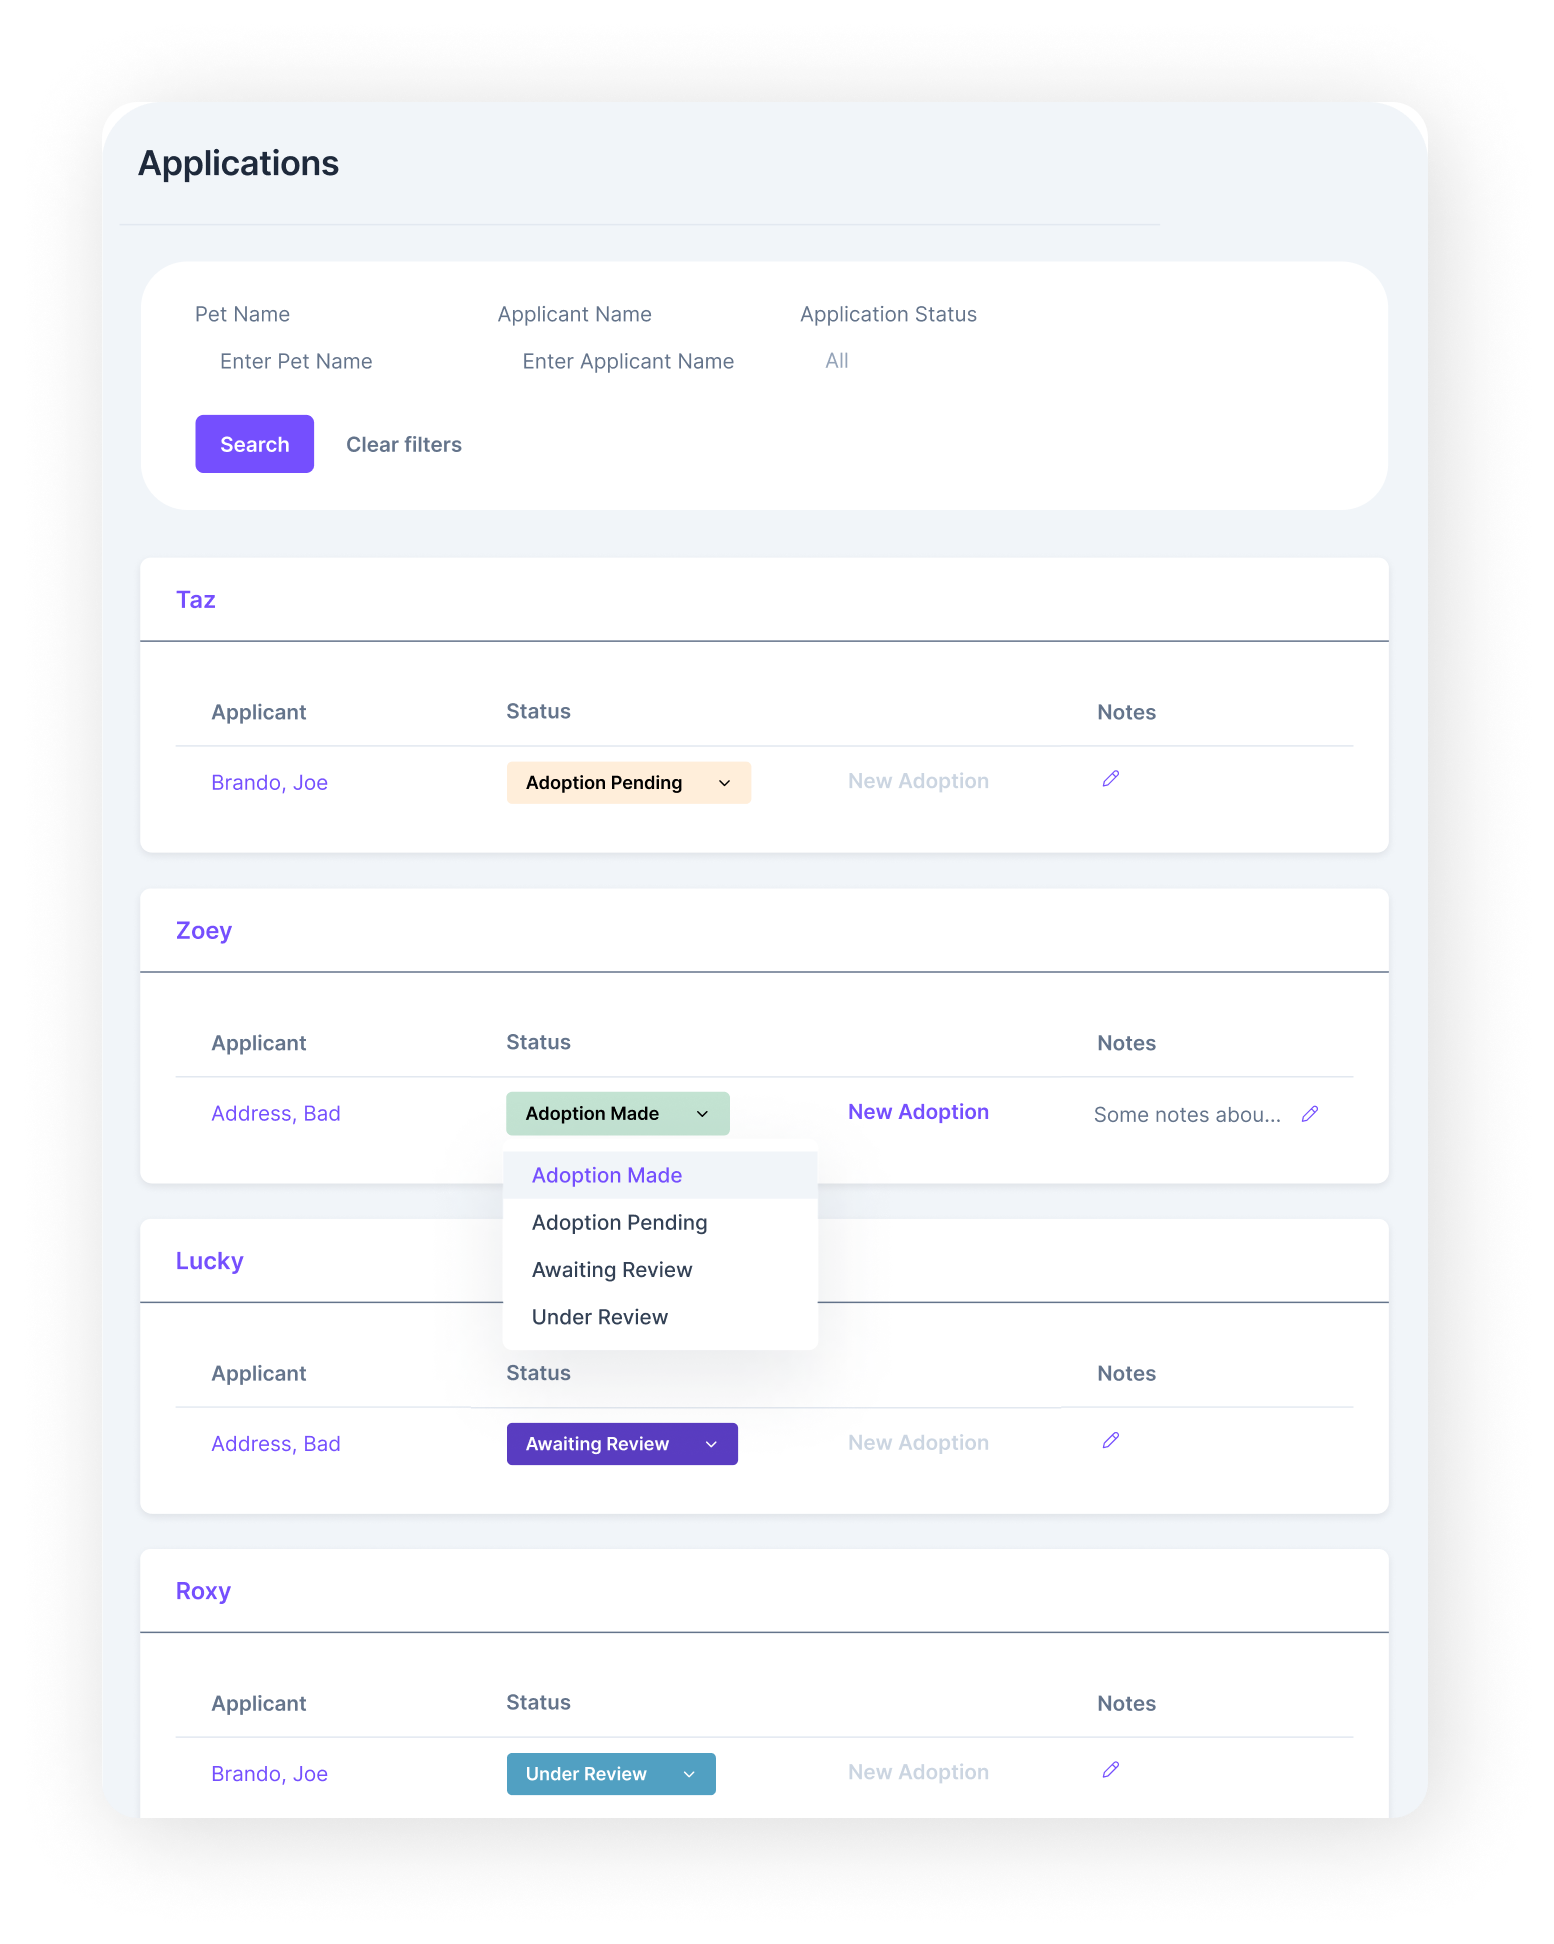 Applications
Pet Name Applicant Name Application Status
Enter Pet Name Enter Applicant Name All
Search Clear filters
Taz
Applicant Status Notes
Brando, Joe Adoption Pending New Adoption
Zoey
Applicant Status Notes
Address, Bad Adoption Made New Adoption Some notes abou...
Adoption Made
Adoption Pending
Awaiting Review
Under Review
Lucky
Applicant Status Notes
Address, Bad Awaiting Review New Adoption
Roxy
Applicant Status Notes
Brando, Joe Under Review New Adoption